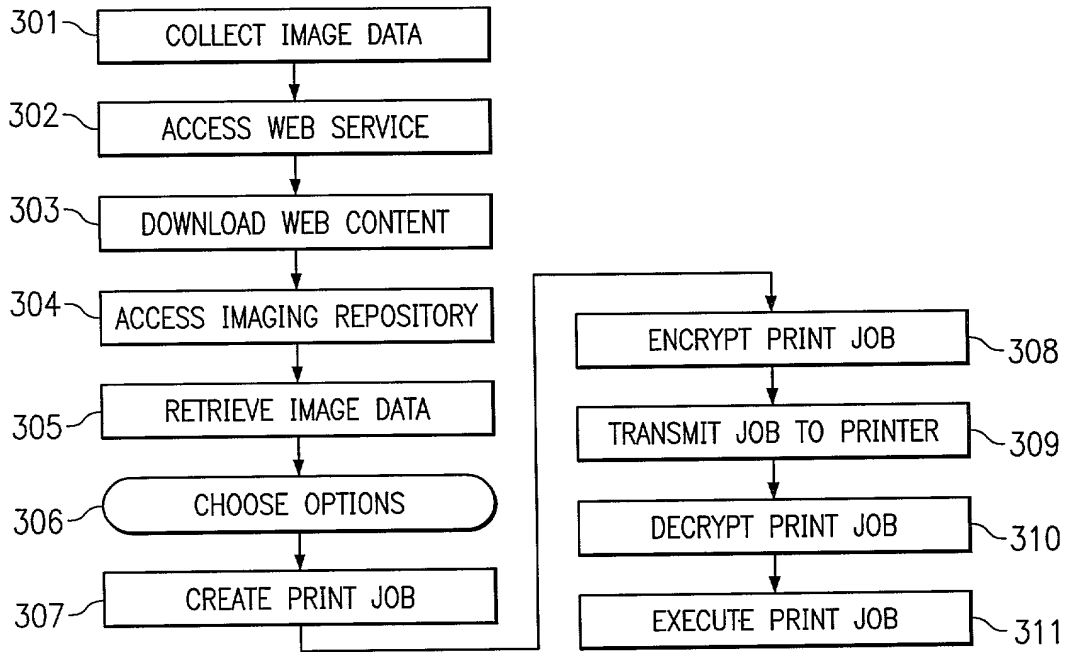 301 COLLECT IMAGE DATA
302 ACCESS WEB SERVICE
303 DOWNLOAD WEB CONTENT
304 ACCESS IMAGING REPOSITORY
305 RETRIEVE IMAGE DATA
306 CHOOSE OPTIONS
307 CREATE PRINT JOB
ENCRYPT PRINT JOB 308
TRANSMIT JOB TO PRINTER 309
DECRYPT PRINT JOB 310
EXECUTE PRINT JOB 311